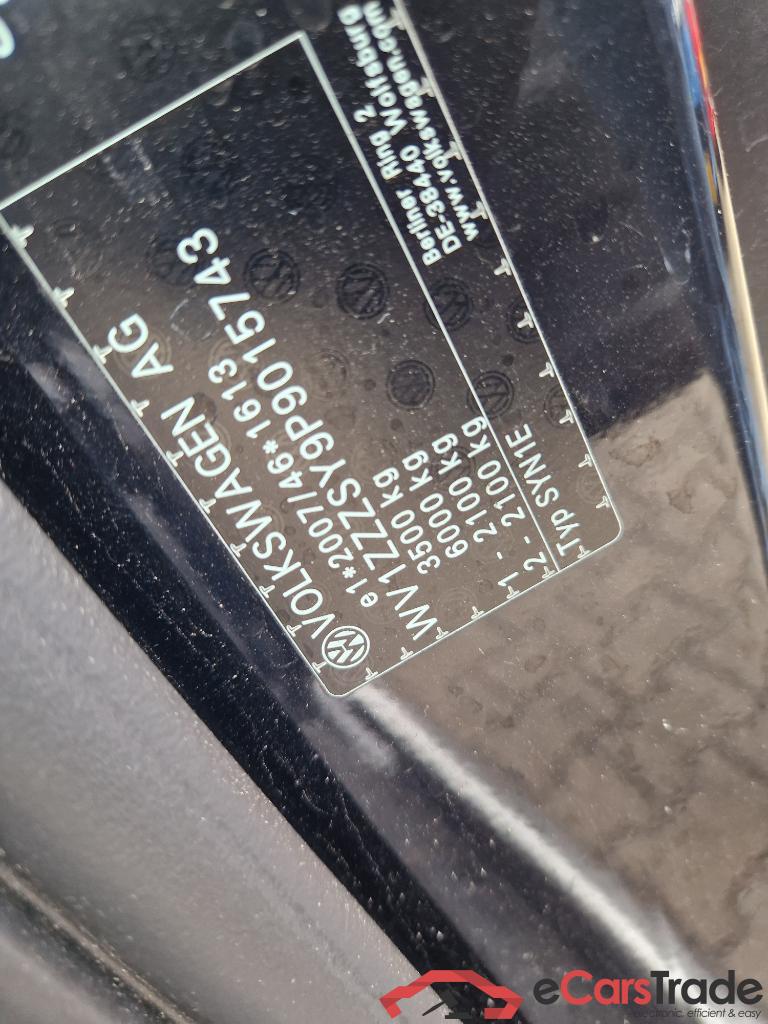 VOLKSWAGEN AG
e1*2007/46*1613
WV1ZZZSY9P9015743
3500 kg
6000 kg
1 - 2100 kg
2 - 2100 kg
Typ SYN1E
Berliner Ring 2
DE-38440 Wolfsburg
www.volkswagen.com
eCarsTrade
electronic, efficient & easy